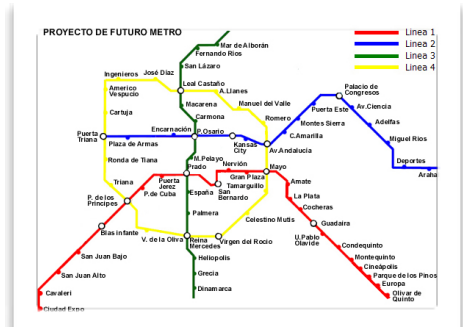 PROYECTO DE FUTURO METRO
Linea 1
Linea 2
Linea 3
Linea 4
Mar de Alborán
Fernando Rios
San Lázaro
Ingenieros
José Díaz
Leal Castaño
Americo
Vespucio
A.Llanes
Macarena
Manuel del Valle
Cartuja
Carmona
Romero
Palacio de
Congresos
Puerta Este
Av.Ciencia
Montes Sierra
Adelfas
Puerta
Triana
Encarnación
P.Osario
Plaza de Armas
Kansas
City
C.Amarilla
Av.Andalucia
Miguel Rios
Ronda de Tiana
M.Pelayo
Prado
Nervión
Mayo
Deportes
Araha
Triana
Puerta
Jerez
Gran Plaza
Tamarguillo
Amate
P. de los
Principes
P.de Cuba
España
San
Bernardo
La Plata
Cocheras
Palmera
Celestino Mutis
Guadaira
Blas infante
V. de la Oliva
Reina
Mercedes
Virgen del Rocio
U.Pablo
Olavide
Condequinto
San Juan Bajo
Heliopolis
Montequinto
San Juan Alto
Grecia
Cineápolis
Parque de los Pinos
Cavaleri
Dinamarca
Europa
Olivar de
Quinto
Ciudad Expo